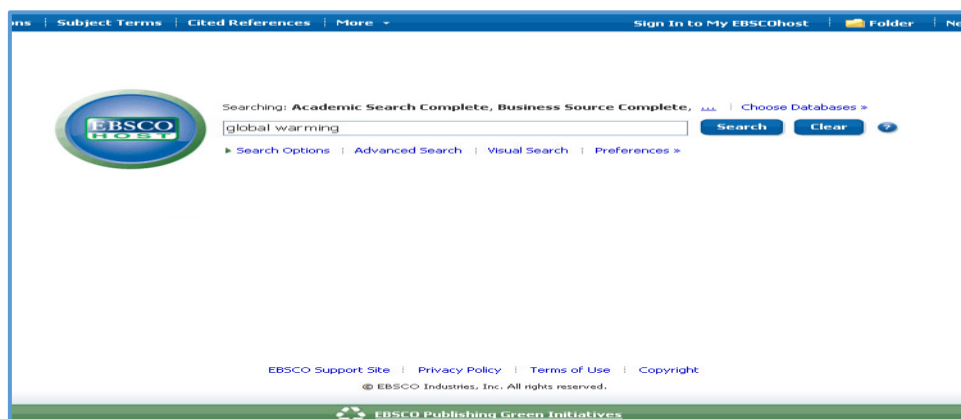 ns | Subject Terms | Cited References | More Sign In to My EBSCOhost | Folder | Ne
Searching: Academic Search Complete, Business Source Complete, ... | Choose Databases »
EBSCO
HOST
global warming Search Clear ?
Search Options | Advanced Search | Visual Search | Preferences »
EBSCO Support Site | Privacy Policy | Terms of Use | Copyright
© EBSCO Industries, Inc. All rights reserved.
EBSCO Publishing Green Initiatives